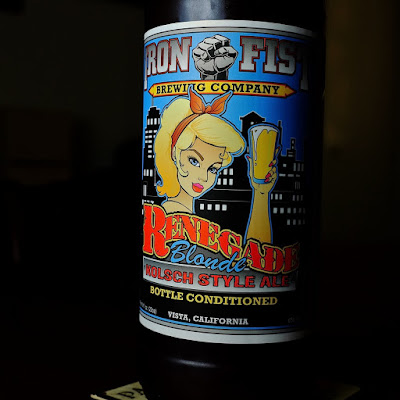 IRON FIST
BREWING COMPANY
RENEGADE
Blonde
KOLSCH STYLE ALE
BOTTLE CONDITIONED
VISTA, CALIFORNIA